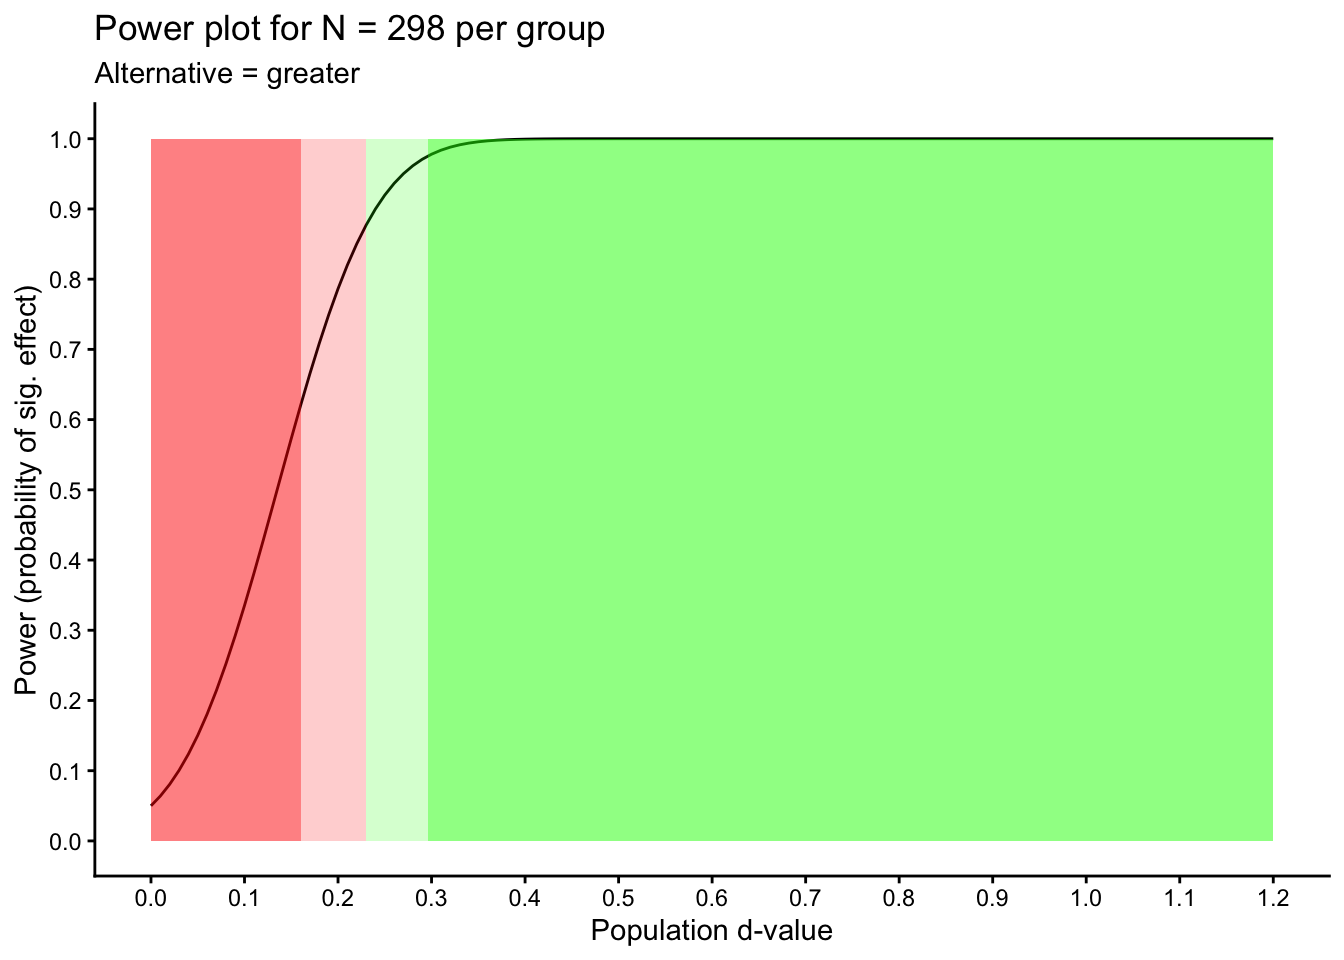 Power plot for N = 298 per group
Alternative = greater
Power (probability of sig. effect)
1.0
0.9
0.8
0.7
0.6
0.5
0.4
0.3
0.2
0.1
0.0
0.0 0.1 0.2 0.3 0.4 0.5 0.6 0.7 0.8 0.9 1.0 1.1 1.2
Population d-value